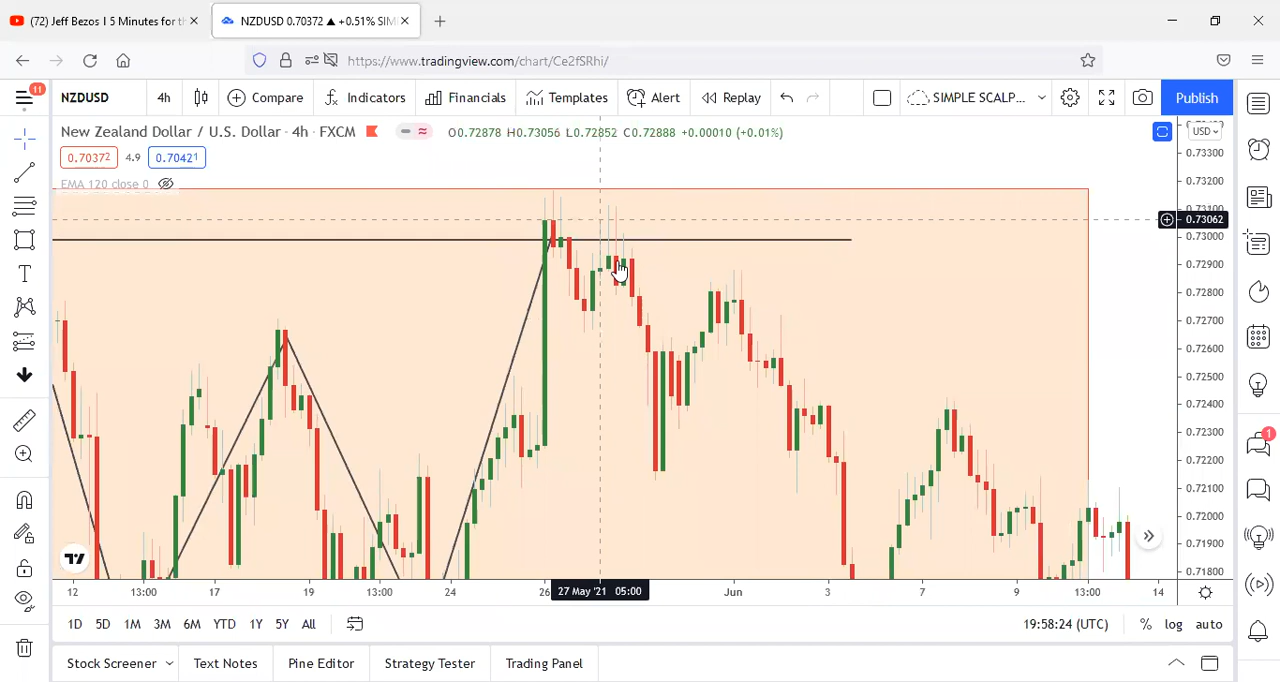 (72) Jeff Bezos I 5 Minutes for th
NZDUSD 0.70372 ▲ +0.51% SIM
https://www.tradingview.com/chart/Ce2fSRhi/
11
NZDUSD 4h Compare Indicators Financials Templates Alert Replay SIMPLE SCALP... Publish
New Zealand Dollar / U.S. Dollar · 4h · FXCM O0.72878 H0.73056 L0.72852 C0.72888 +0.00010 (+0.01%)
USD
0.70372 4.9 0.70421
EMA 120 close 0
0.73300
0.73200
0.73100
0.73062
0.73000
0.72900
0.72800
0.72700
0.72600
0.72500
0.72400
0.72300
0.72200
0.72100
0.72000
0.71900
0.71800
1
12 13:00 17 19 13:00 24 26 27 May '21 05:00 Jun 3 7 9 13:00 14
1D 5D 1M 3M 6M YTD 1Y 5Y All 19:58:24 (UTC) % log auto
Stock Screener Text Notes Pine Editor Strategy Tester Trading Panel